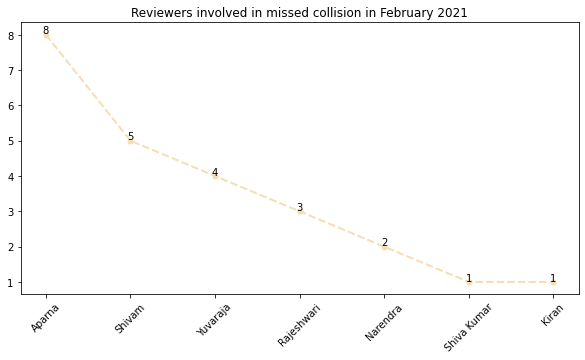 Reviewers involved in missed collision in February 2021
8
7
6
5
4
3
2
1
8
5
4
3
2
1
1
Aparna
Shivam
Yuvaraja
Rajeshwari
Narendra
Shiva Kumar
Kiran